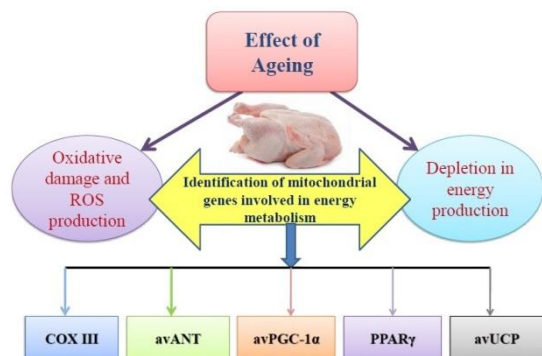 Effect of
Ageing
Oxidative
damage and
ROS
production
Identification of mitochondrial
genes involved in energy
metabolism
Depletion in
energy
production
COX III
avANT
avPGC-1α
PPARγ
avUCP